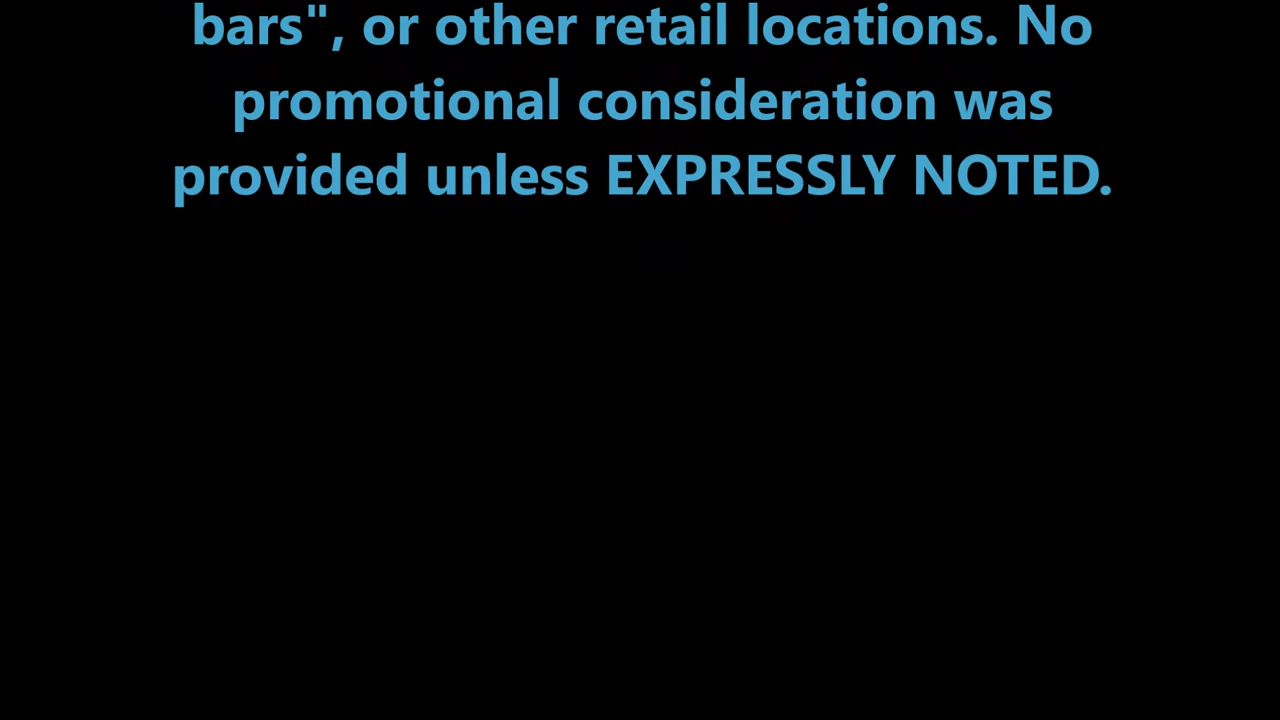 bars", or other retail locations. No
promotional consideration was
provided unless EXPRESSLY NOTED.